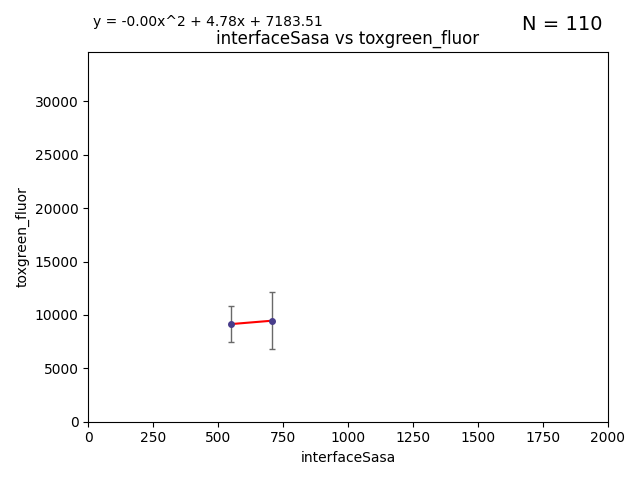 y = -0.00x^2 + 4.78x + 7183.51
N = 110
interfaceSasa vs toxgreen_fluor
toxgreen_fluor
30000
25000
20000
15000
10000
5000
0
0 250 500 750 1000 1250 1500 1750 2000
interfaceSasa